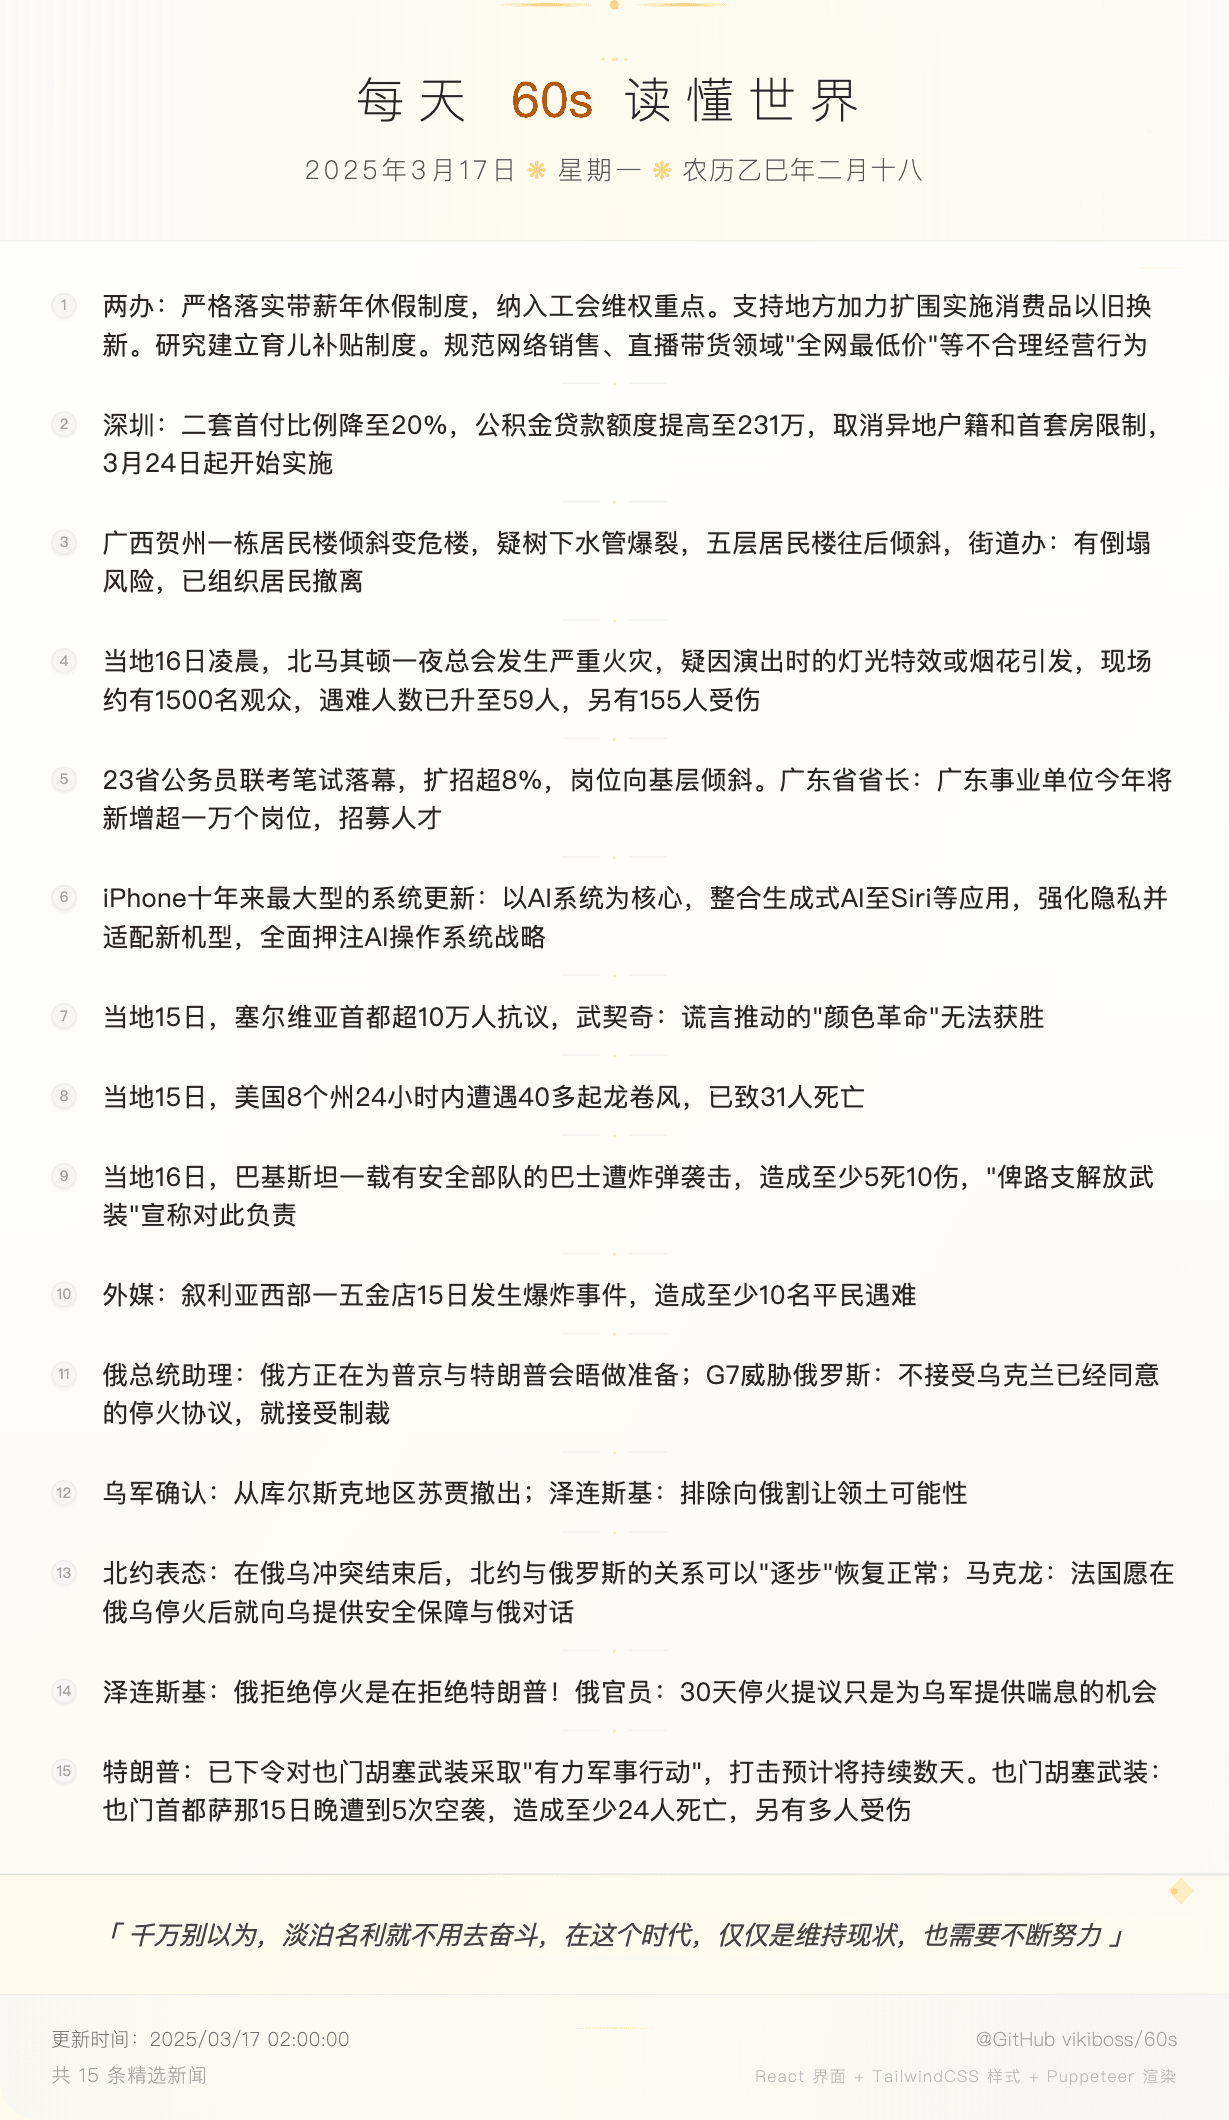 每天 60s 读懂世界
2025年3月17日 ❋ 星期一 ❋ 农历乙巳年二月十八
1 两办：严格落实带薪年休假制度，纳入工会维权重点。支持地方加力扩围实施消费品以旧换
新。研究建立育儿补贴制度。规范网络销售、直播带货领域"全网最低价"等不合理经营行为
2 深圳：二套首付比例降至20%，公积金贷款额度提高至231万，取消异地户籍和首套房限制，
3月24日起开始实施
3 广西贺州一栋居民楼倾斜变危楼，疑树下水管爆裂，五层居民楼往后倾斜，街道办：有倒塌
风险，已组织居民撤离
4 当地16日凌晨，北马其顿一夜总会发生严重火灾，疑因演出时的灯光特效或烟花引发，现场
约有1500名观众，遇难人数已升至59人，另有155人受伤
5 23省公务员联考笔试落幕，扩招超8%，岗位向基层倾斜。广东省省长：广东事业单位今年将
新增超一万个岗位，招募人才
6 iPhone十年来最大型的系统更新：以AI系统为核心，整合生成式AI至Siri等应用，强化隐私并
适配新机型，全面押注AI操作系统战略
7 当地15日，塞尔维亚首都超10万人抗议，武契奇：谎言推动的"颜色革命"无法获胜
8 当地15日，美国8个州24小时内遭遇40多起龙卷风，已致31人死亡
9 当地16日，巴基斯坦一载有安全部队的巴士遭炸弹袭击，造成至少5死10伤，"俾路支解放武
装"宣称对此负责
10 外媒：叙利亚西部一五金店15日发生爆炸事件，造成至少10名平民遇难
11 俄总统助理：俄方正在为普京与特朗普会晤做准备；G7威胁俄罗斯：不接受乌克兰已经同意
的停火协议，就接受制裁
12 乌军确认：从库尔斯克地区苏贾撤出；泽连斯基：排除向俄割让领土可能性
13 北约表态：在俄乌冲突结束后，北约与俄罗斯的关系可以"逐步"恢复正常；马克龙：法国愿在
俄乌停火后就向乌提供安全保障与俄对话
14 泽连斯基：俄拒绝停火是在拒绝特朗普！俄官员：30天停火提议只是为乌军提供喘息的机会
15 特朗普：已下令对也门胡塞武装采取"有力军事行动"，打击预计将持续数天。也门胡塞武装：
也门首都萨那15日晚遭到5次空袭，造成至少24人死亡，另有多人受伤
「 千万别以为，淡泊名利就不用去奋斗，在这个时代，仅仅是维持现状，也需要不断努力 」
更新时间：2025/03/17 02:00:00
@GitHub vikiboss/60s
共 15 条精选新闻
React 界面 + TailwindCSS 样式 + Puppeteer 渲染